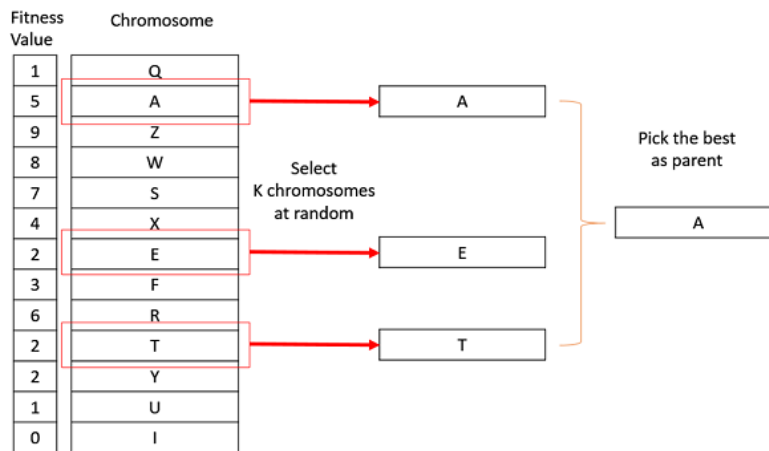 Fitness
Value
Chromosome
1 Q
5 A
9 Z
8 W
7 S
4 X
2 E
3 F
6 R
2 T
2 Y
1 U
0 I
Select
K chromosomes
at random
A
E
T
Pick the best
as parent
A